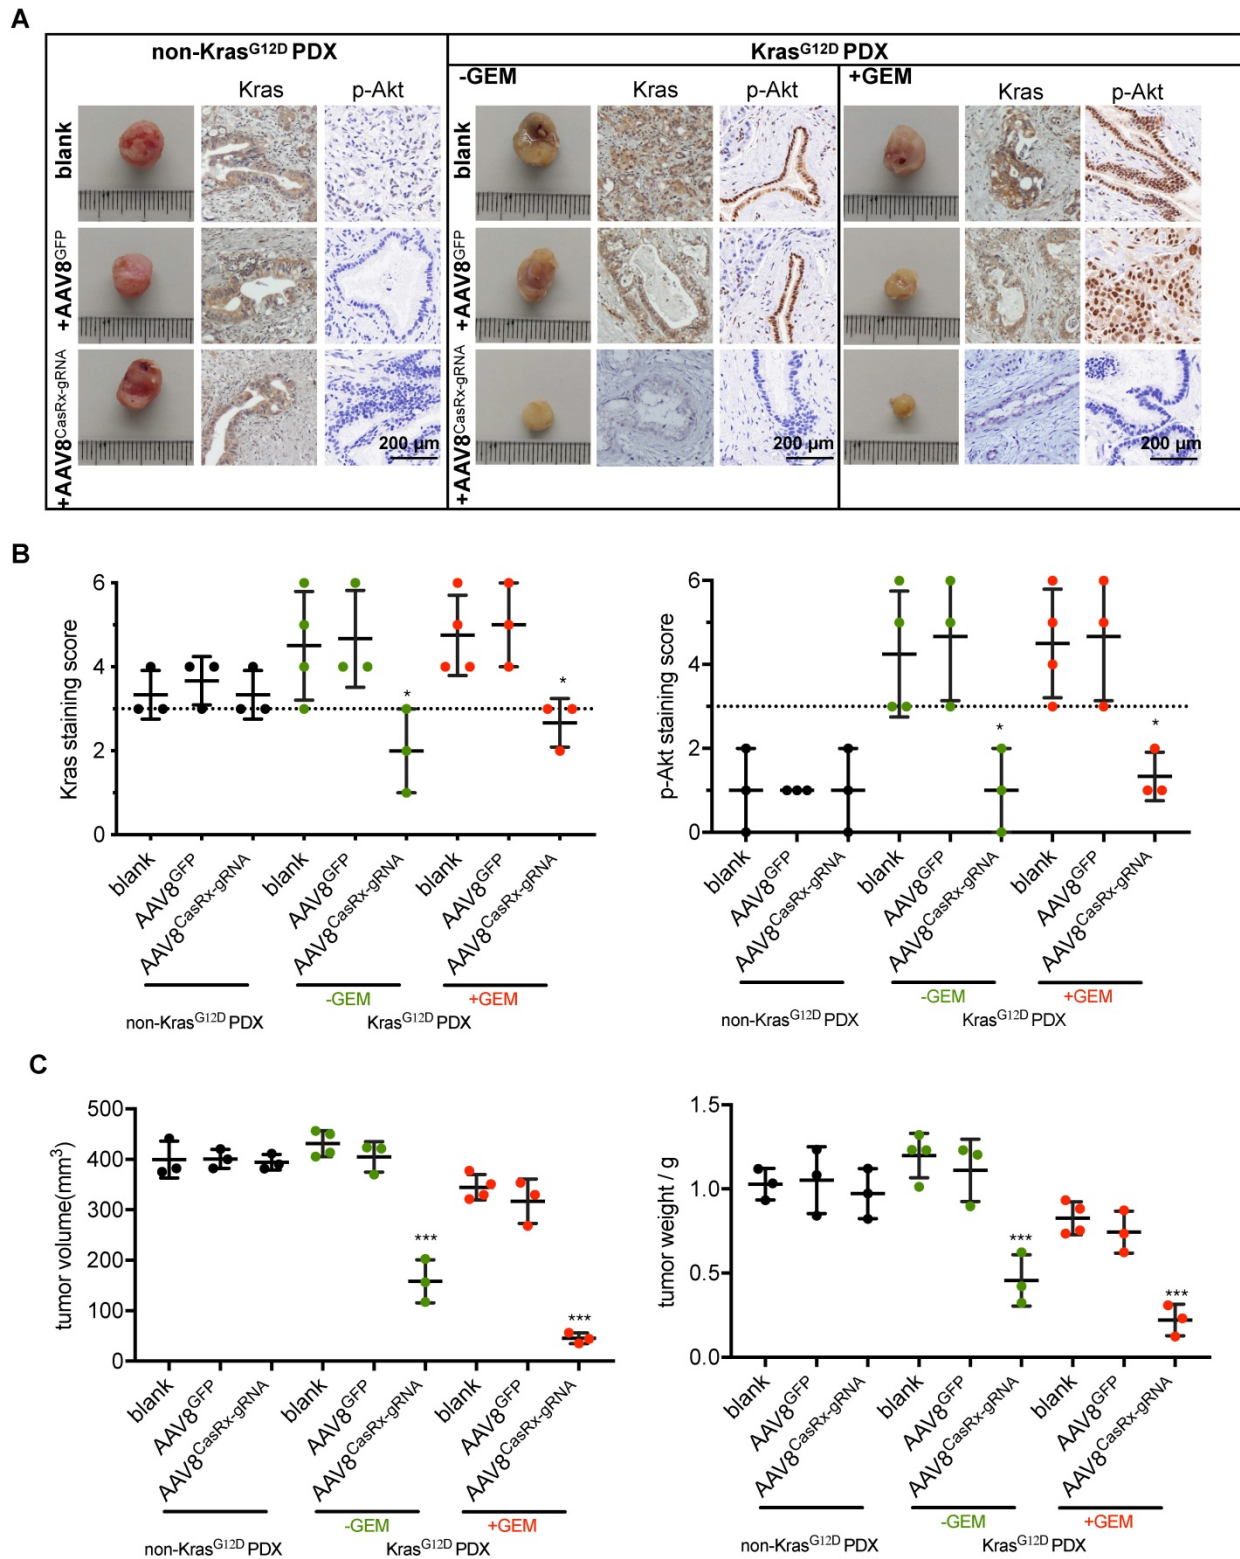 A
non-KrasG12D PDX
KrasG12D PDX
-GEM
+GEM
Kras
p-Akt
Kras
p-Akt
Kras
p-Akt
blank
blank
+AAV8GFP
+AAV8GFP
+AAV8CasRx-gRNA
+AAV8CasRx-gRNA
200 μm
200 μm
200 μm
B
Kras staining score
6
4
2
0
*
*
blank
AAV8GFP
AAV8CasRx-gRNA
blank
AAV8GFP
AAV8CasRx-gRNA
blank
AAV8GFP
AAV8CasRx-gRNA
-GEM
+GEM
non-KrasG12D PDX
KrasG12D PDX
p-Akt staining score
6
4
2
0
*
*
blank
AAV8GFP
AAV8CasRx-gRNA
blank
AAV8GFP
AAV8CasRx-gRNA
blank
AAV8GFP
AAV8CasRx-gRNA
-GEM
+GEM
non-KrasG12D PDX
KrasG12D PDX
C
tumor volume(mm3)
500
400
300
200
100
0
***
***
blank
AAV8GFP
AAV8CasRx-gRNA
blank
AAV8GFP
AAV8CasRx-gRNA
blank
AAV8GFP
AAV8CasRx-gRNA
-GEM
+GEM
non-KrasG12D PDX
KrasG12D PDX
tumor weight / g
1.5
1.0
0.5
0.0
***
***
blank
AAV8GFP
AAV8CasRx-gRNA
blank
AAV8GFP
AAV8CasRx-gRNA
blank
AAV8GFP
AAV8CasRx-gRNA
-GEM
+GEM
non-KrasG12D PDX
KrasG12D PDX